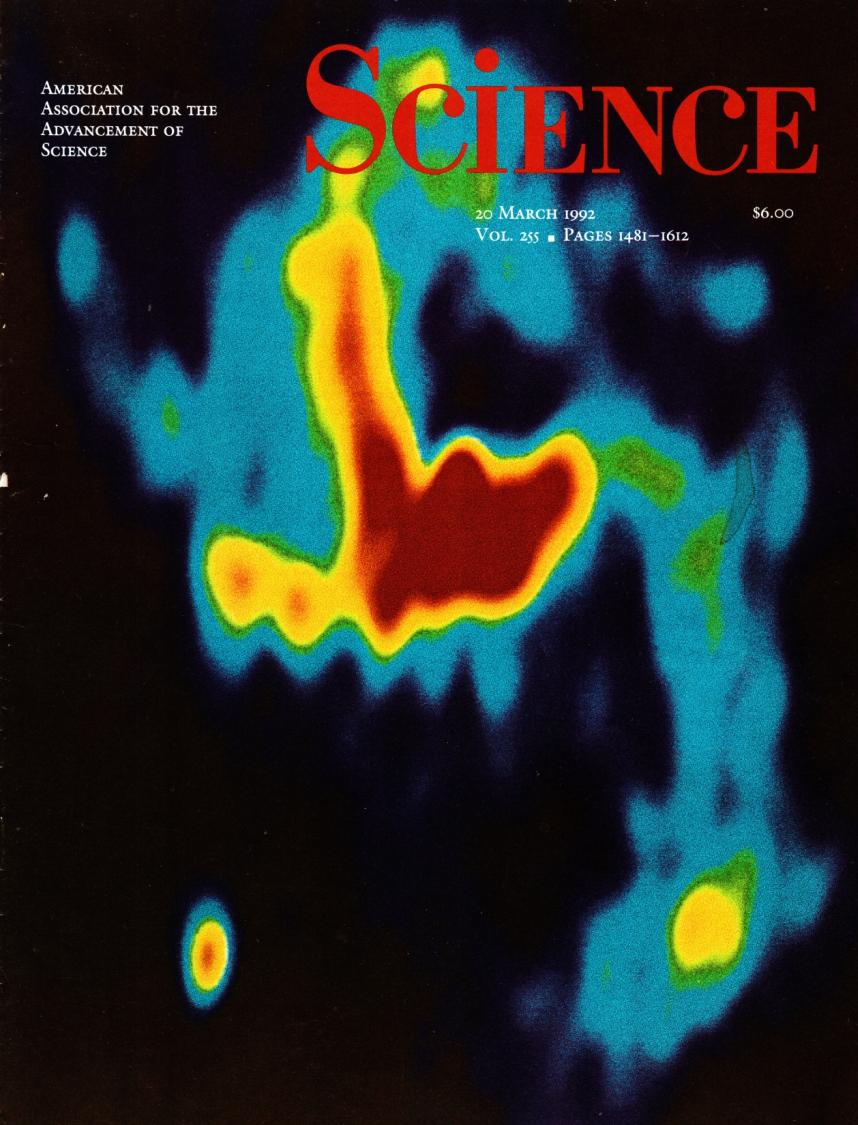 American
Association for the
Advancement of
Science
SCiENCE
20 March 1992
$6.00
Vol. 255 ▪ Pages 1481–1612